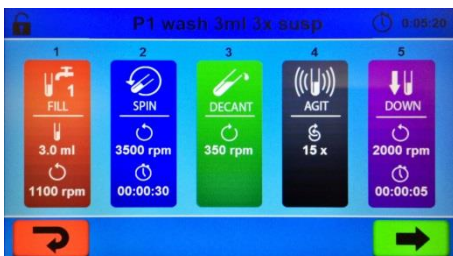 P1 wash 3ml 3x susp 0:05:20
1 2 3 4 5
1
FILL SPIN DECANT AGIT DOWN
3.0 ml 3500 rpm 350 rpm 15 x 2000 rpm
1100 rpm 00:00:30 00:00:05